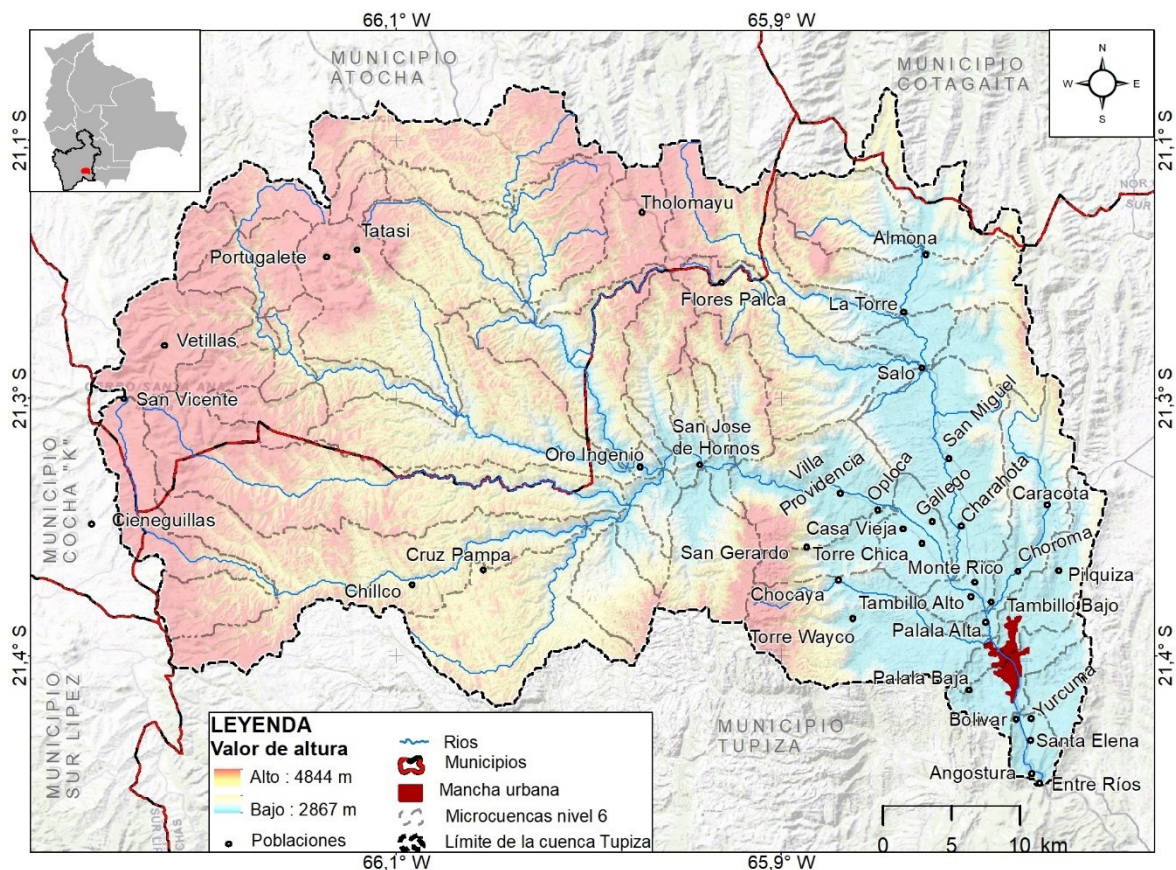 66,1° W
65,9° W
MUNICIPIO
ATOCHA
MUNICIPIO
COTAGAITA
N
W
E
S
21.1° S
21.1° S
NOR
SUR
Tholomayu
Tatasi
Portugalete
Almona
Flores Palca
La Torre
Vetillas
Salo
San Vicente
21.3° S
21.3° S
San Miguel
San Jose
de Hornos
Oro Ingenio
Villa
Providencia
Oploca
Gallego
Charahota
Caracota
MUNICIPIO
COCHA "K"
Cieneguillas
Casa Vieja
San Gerardo
Torre Chica
Choroma
Cruz Pampa
Monte Rico
Pilquiza
Chillco
Chocaya
Tambillo Alto
Tambillo Bajo
Torre Wayco
Palala Alta
21.4° S
21.4° S
Palala Baja
Yurcuma
MUNICIPIO
SUR LIPEZ
MUNICIPIO
TUPIZA
Bolivar
Santa Elena
Angostura
Entre Ríos
LEYENDA
Valor de altura
Alto : 4844 m
Bajo : 2867 m
Poblaciones
Rios
Municipios
Mancha urbana
Microcuencas nivel 6
Límite de la cuenca Tupiza
0 5 10 km
66,1° W
65,9° W